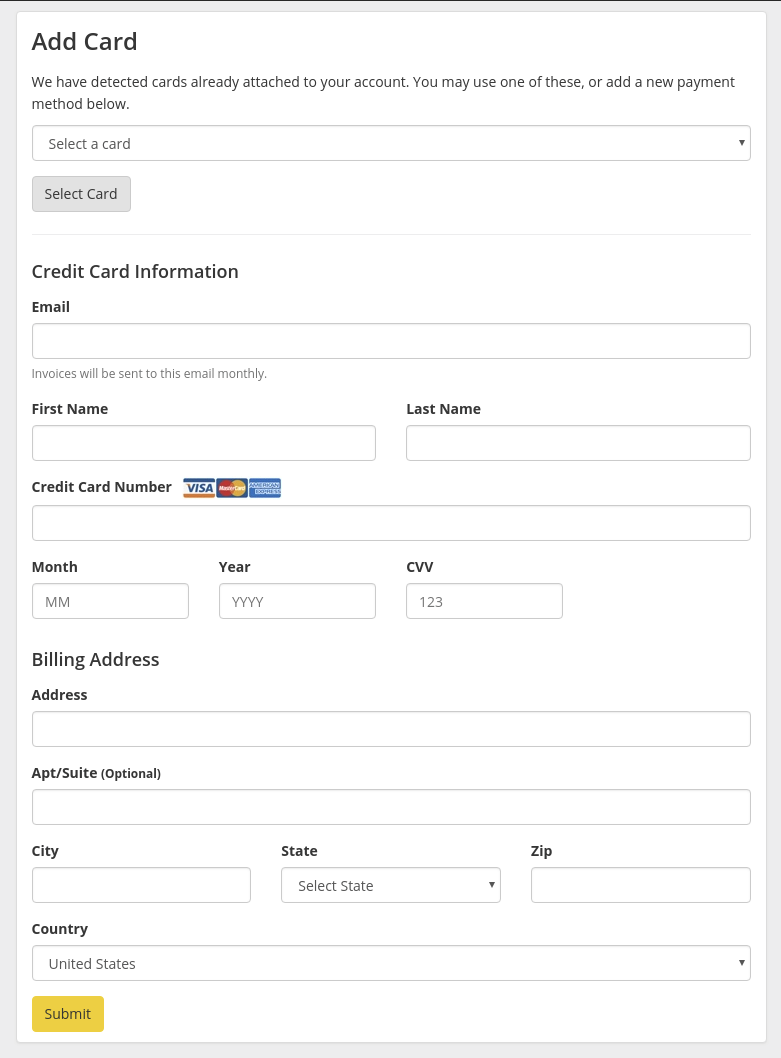 Add Card
We have detected cards already attached to your account. You may use one of these, or add a new payment
method below.
Select a card
Select Card
Credit Card Information
Email
Invoices will be sent to this email monthly.
First Name Last Name
Credit Card Number VISA MasterCard AMERICAN EXPRESS
Month Year CVV
MM YYYY 123
Billing Address
Address
Apt/Suite (Optional)
City State Zip
Select State
Country
United States
Submit